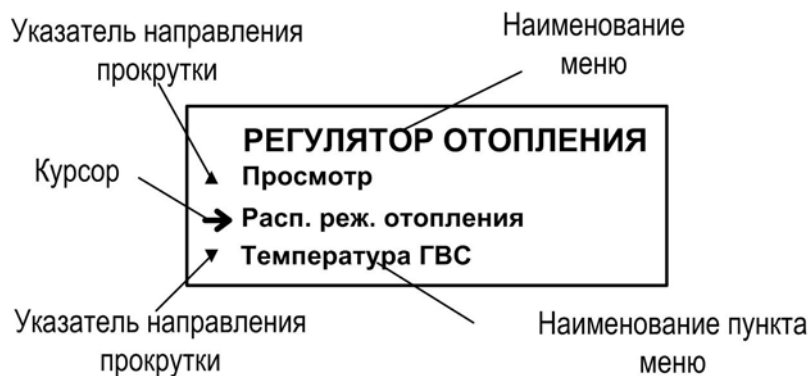 Указатель направления
прокрутки
Наименование
меню
РЕГУЛЯТОР ОТОПЛЕНИЯ
▲ Просмотр
Курсор
➔ Расп. реж. отопления
▼ Температура ГВС
Указатель направления
прокрутки
Наименование пункта
меню